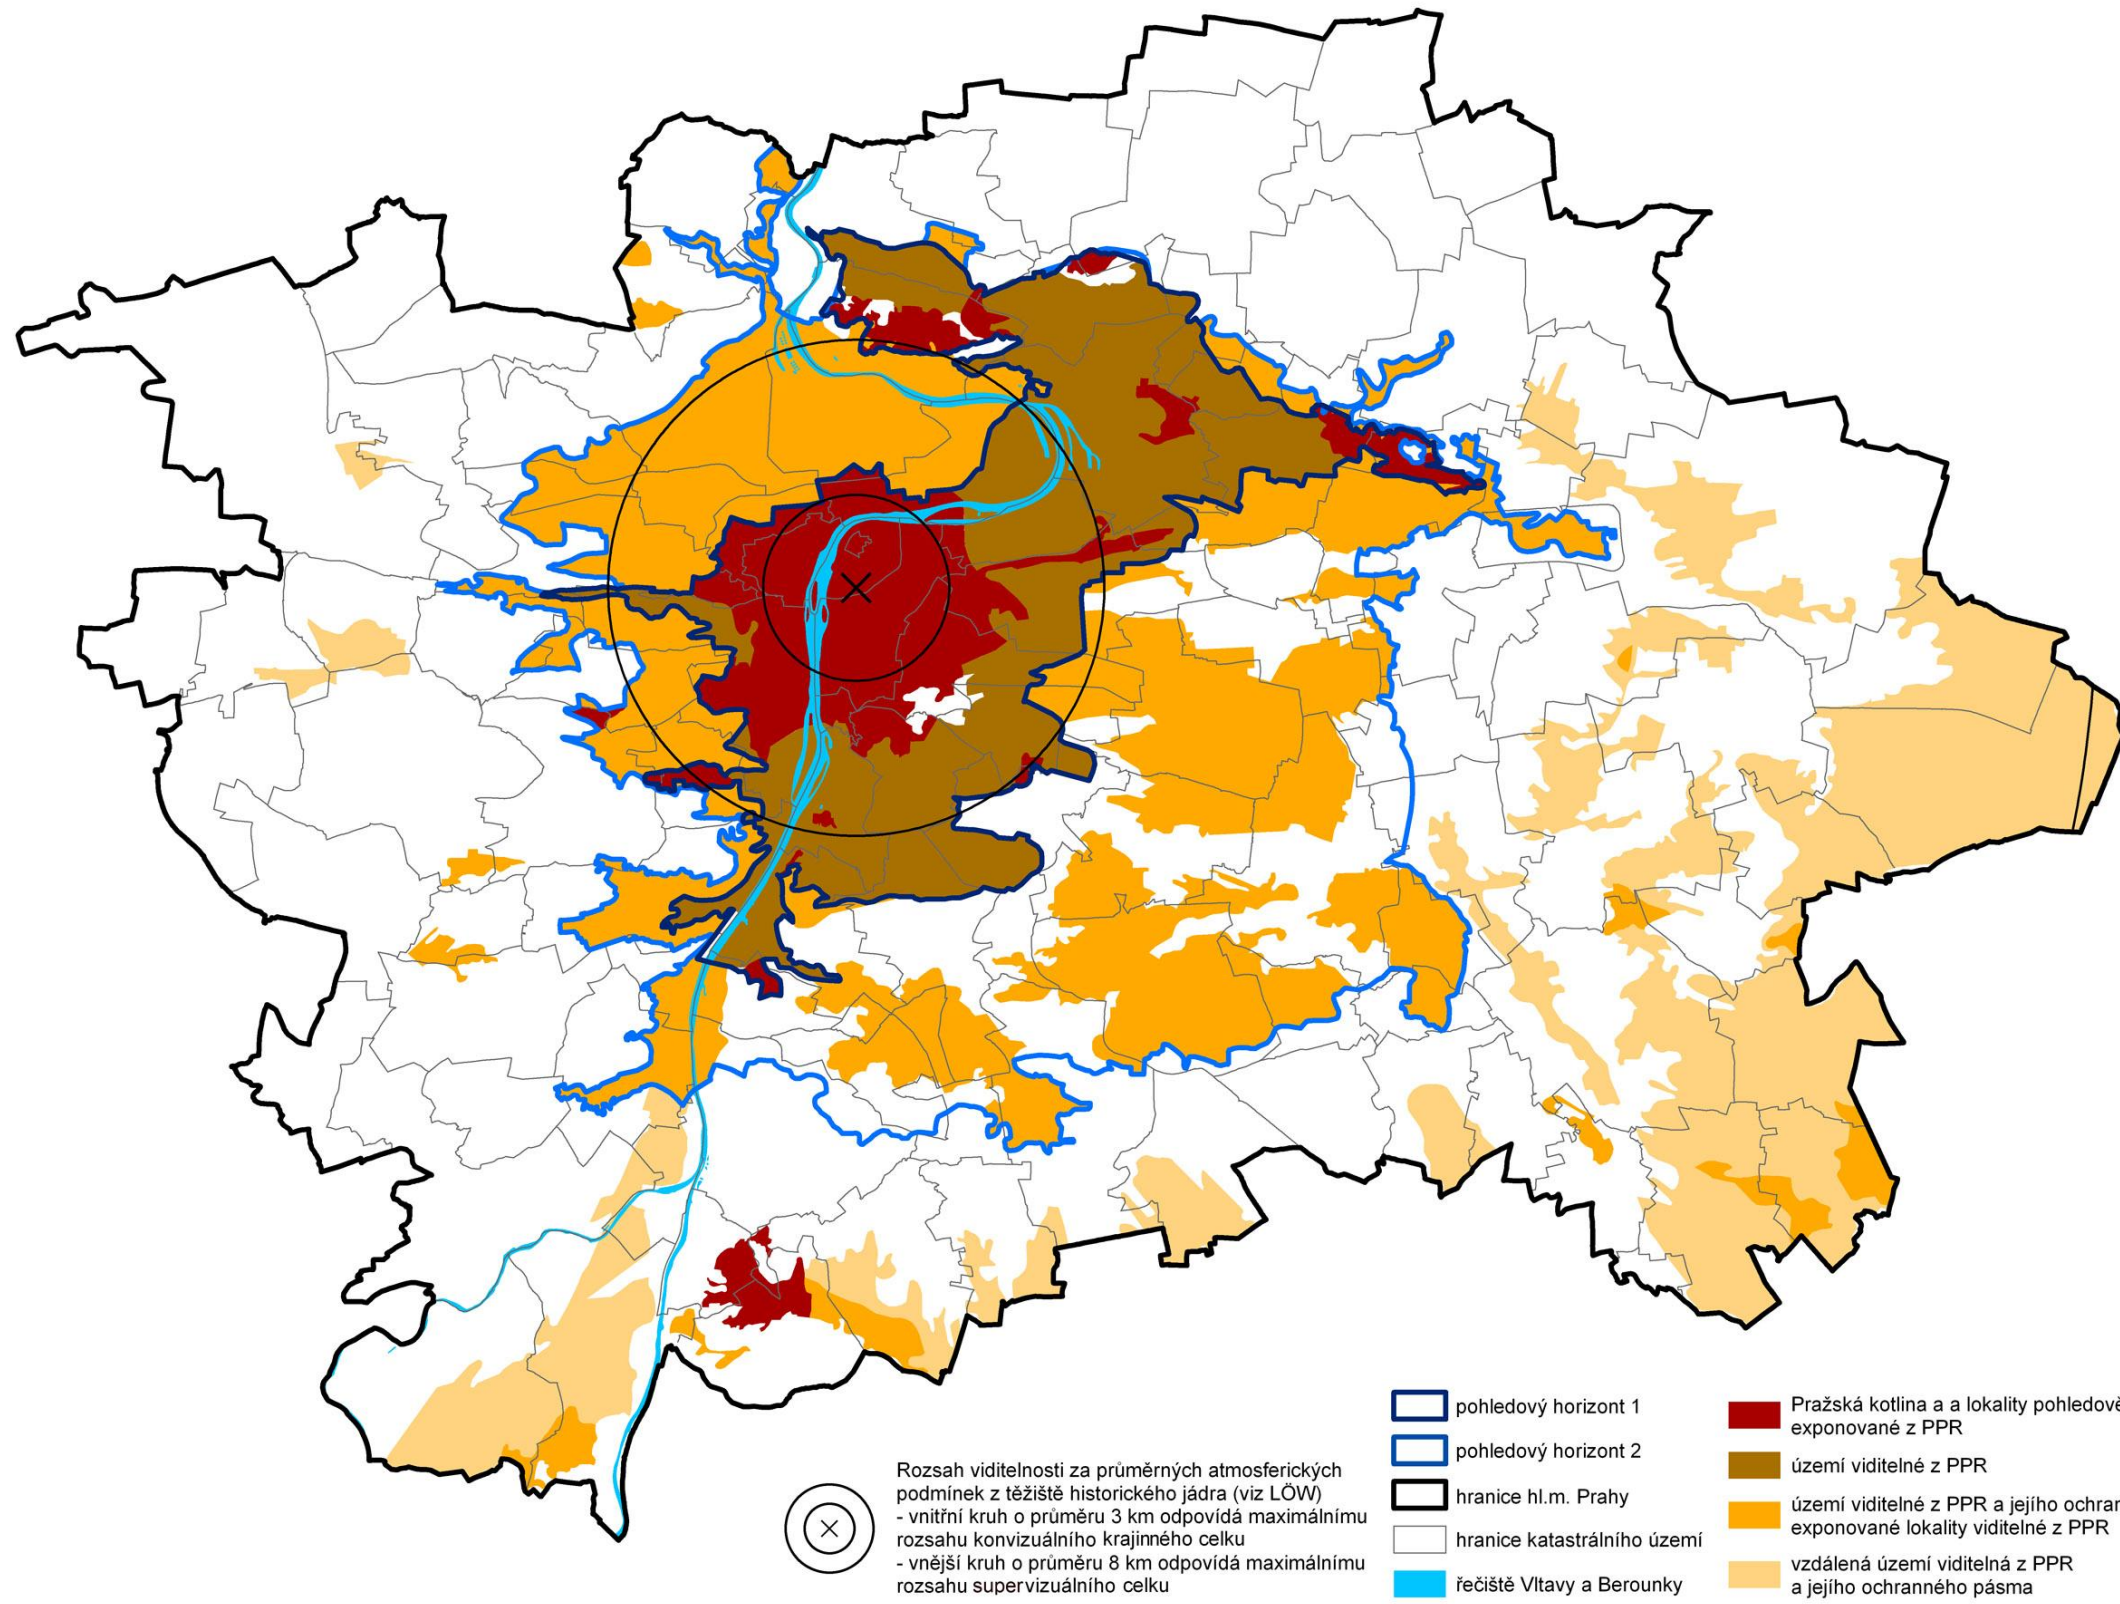 Rozsah viditelnosti za průměrných atmosferických
podmínek z těžiště historického jádra (viz LÖW)
- vnitřní kruh o průměru 3 km odpovídá maximálnímu
rozsahu konvizuálního krajinného celku
- vnější kruh o průměru 8 km odpovídá maximálnímu
rozsahu supervizuálního celku
pohledový horizont 1
pohledový horizont 2
hranice hl.m. Prahy
hranice katastrálního území
řečiště Vltavy a Berounky
Pražská kotlina a a lokality pohledově
exponované z PPR
území viditelné z PPR
území viditelné z PPR a jejího ochran
exponované lokality viditelné z PPR
vzdálená území viditelná z PPR
a jejího ochranného pásma